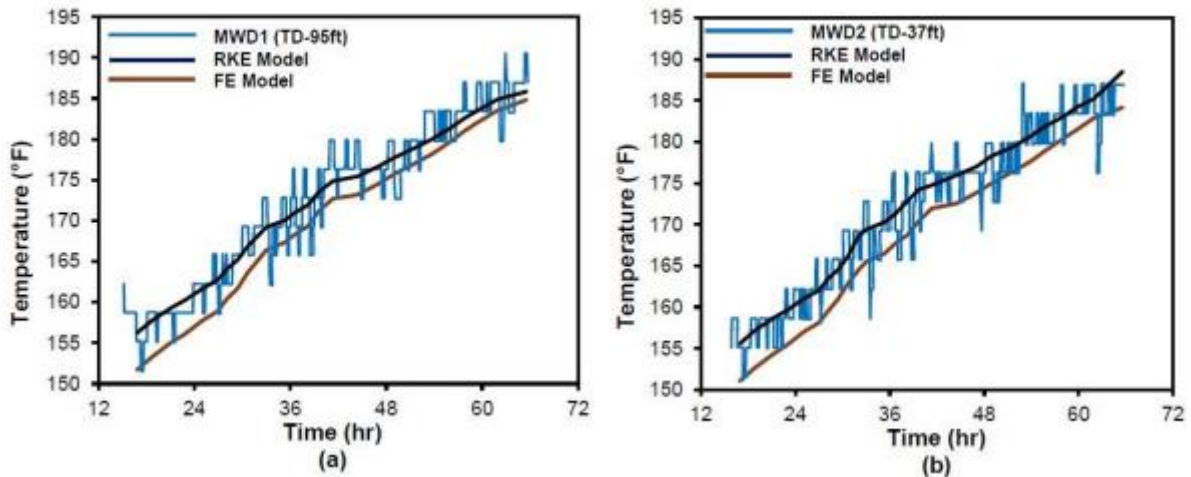 195
190
185
180
175
170
165
160
155
150
Temperature (°F)
MWD1 (TD-95ft)
RKE Model
FE Model
12 24 36 48 60 72
Time (hr)
(a)
195
190
185
180
175
170
165
160
155
150
Temperature (°F)
MWD2 (TD-37ft)
RKE Model
FE Model
12 24 36 48 60 72
Time (hr)
(b)